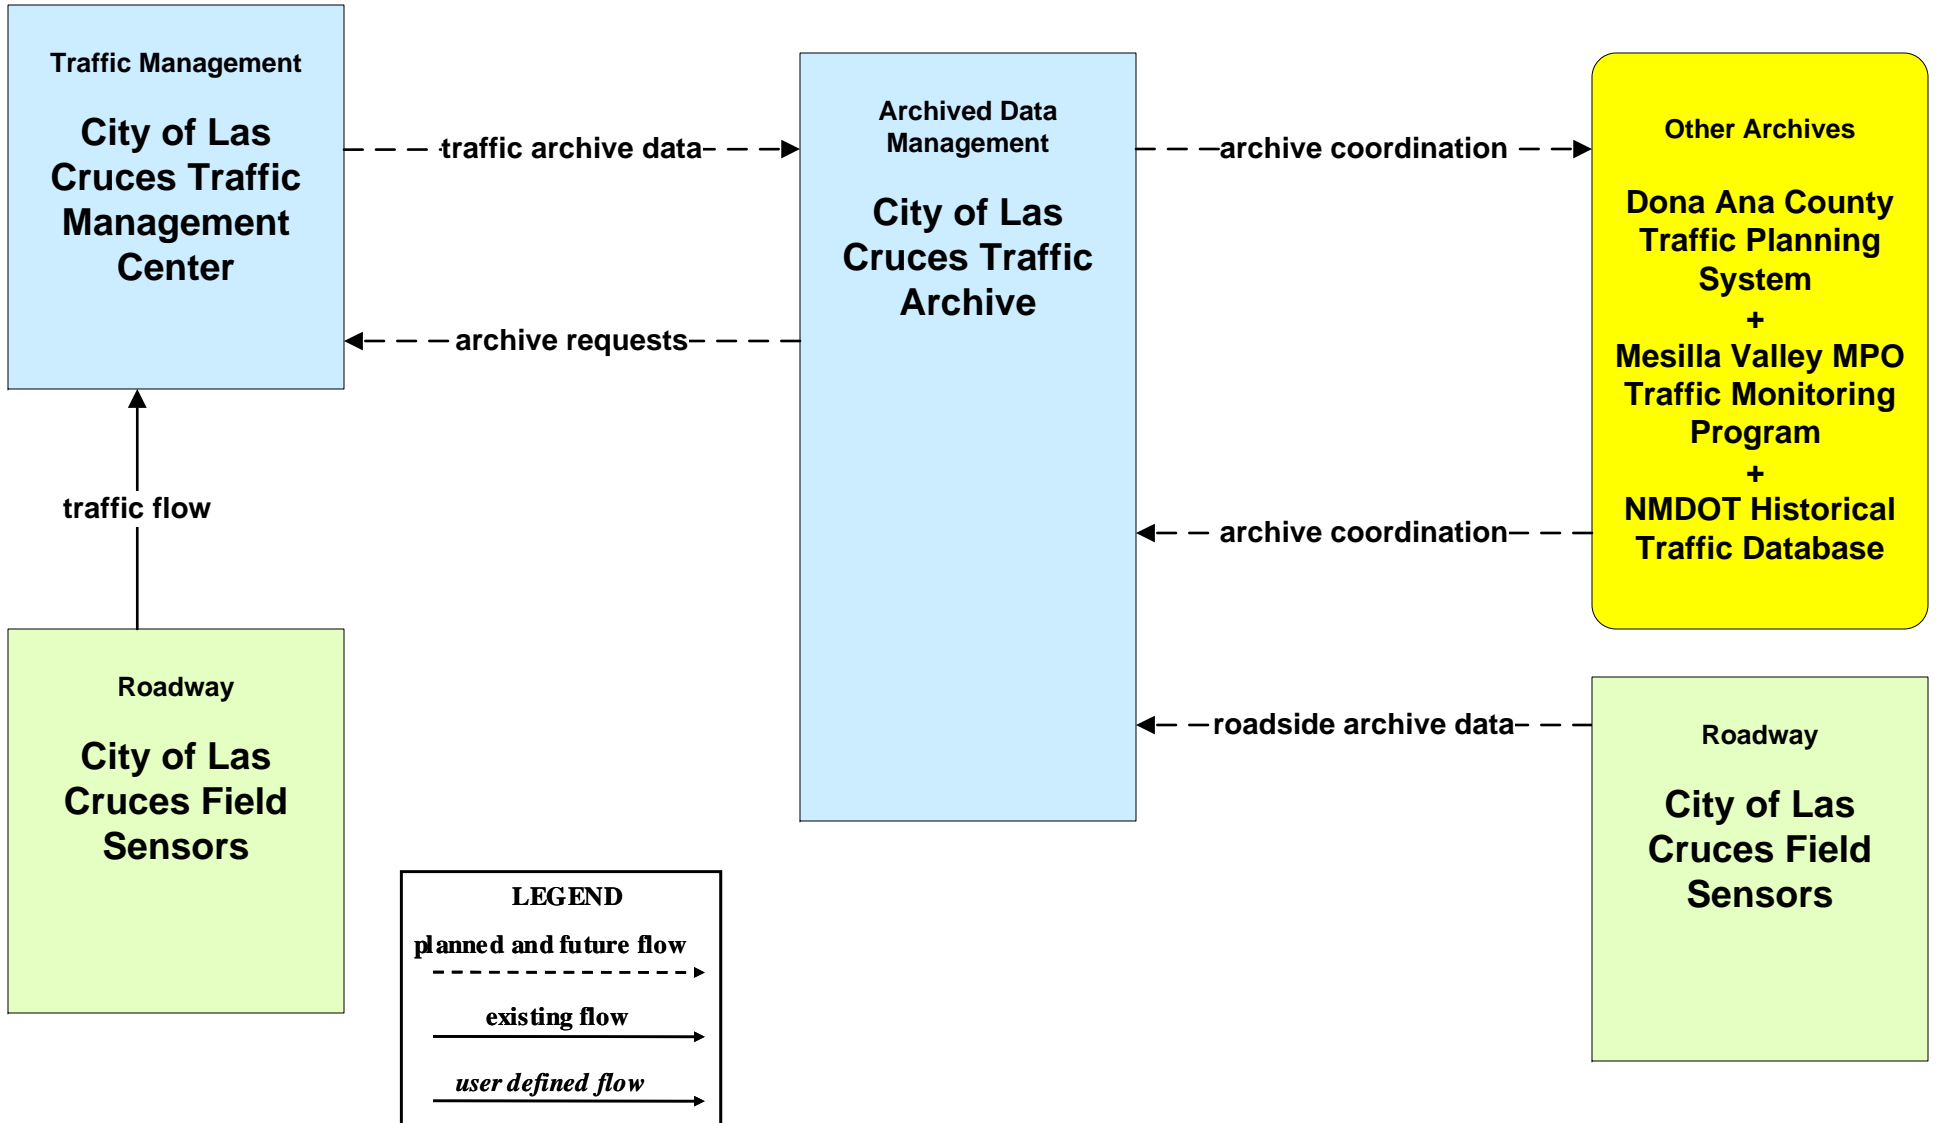 Traffic Management
City of Las
Cruces Traffic
Management
Center
traffic archive data
archive requests
traffic flow
Roadway
City of Las
Cruces Field
Sensors
Archived Data
Management
City of Las
Cruces Traffic
Archive
archive coordination
archive coordination
roadside archive data
Other Archives
Dona Ana County
Traffic Planning
System
+
Mesilla Valley MPO
Traffic Monitoring
Program
+
NMDOT Historical
Traffic Database
Roadway
City of Las
Cruces Field
Sensors
LEGEND
planned and future flow
existing flow
user defined flow